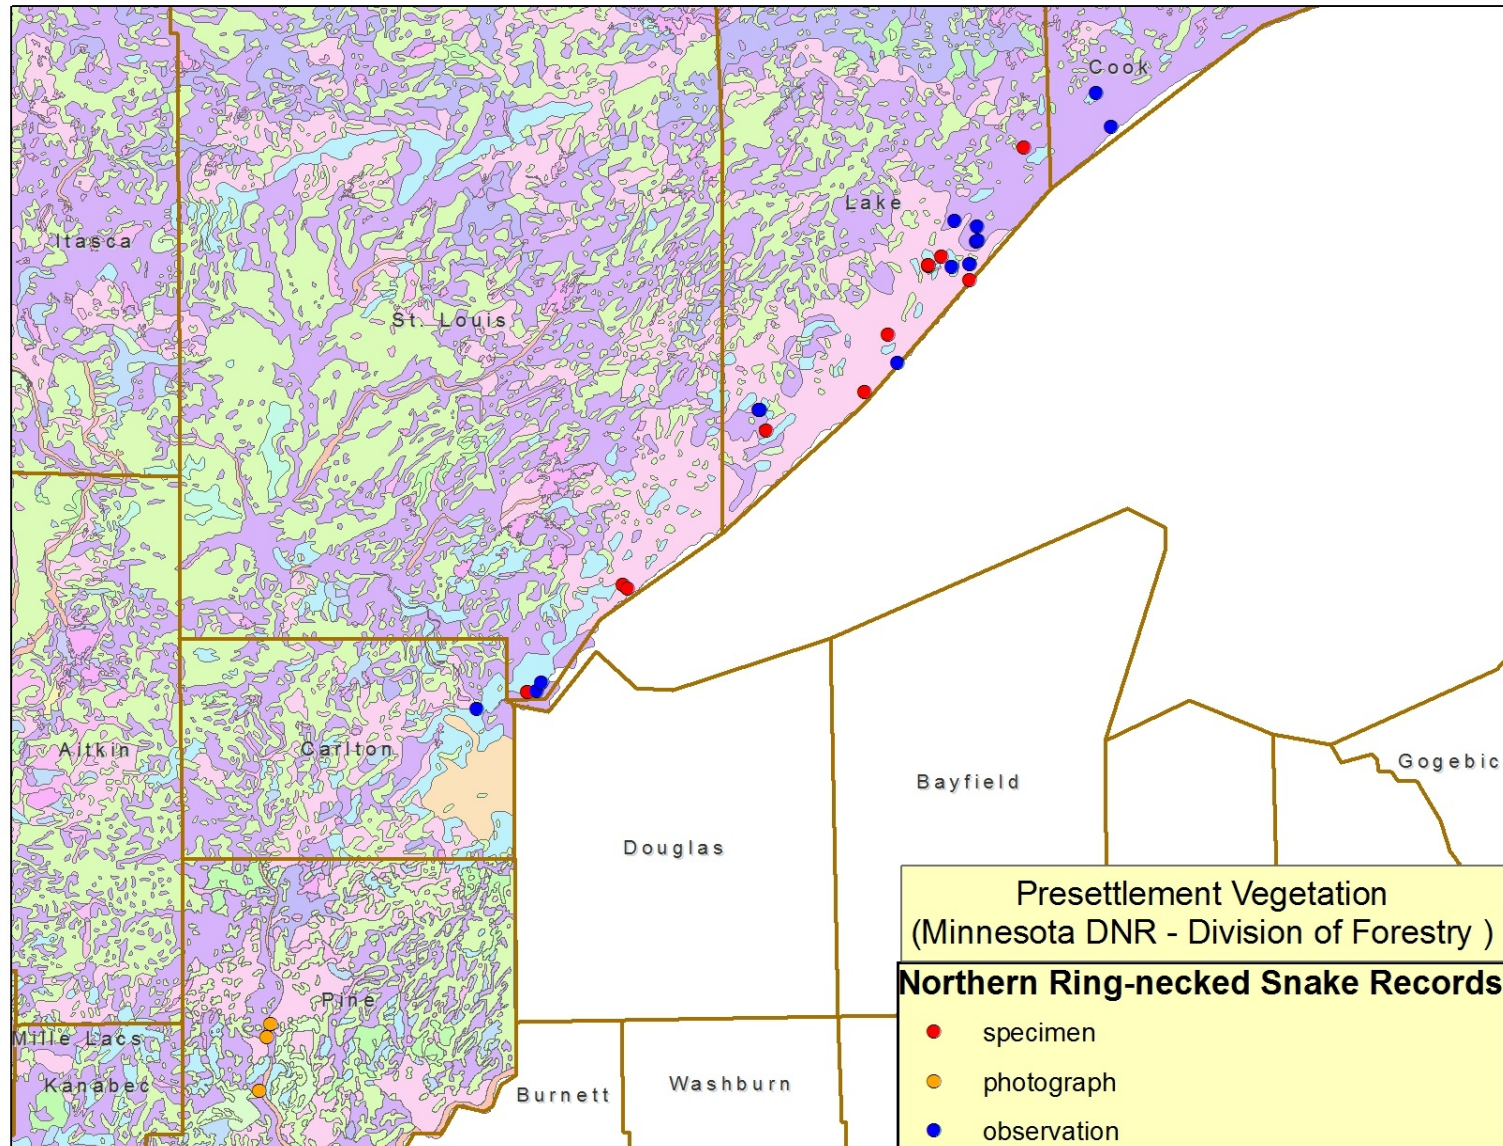 Cook
Lake
Itasca
St. Louis
Aitkin
Carlton
Gogebic
Bayfield
Douglas
Presettlement Vegetation
(Minnesota DNR - Division of Forestry )
Northern Ring-necked Snake Records
Pine
specimen
Mille Lacs
photograph
Kanabec
Washburn
Burnett
observation